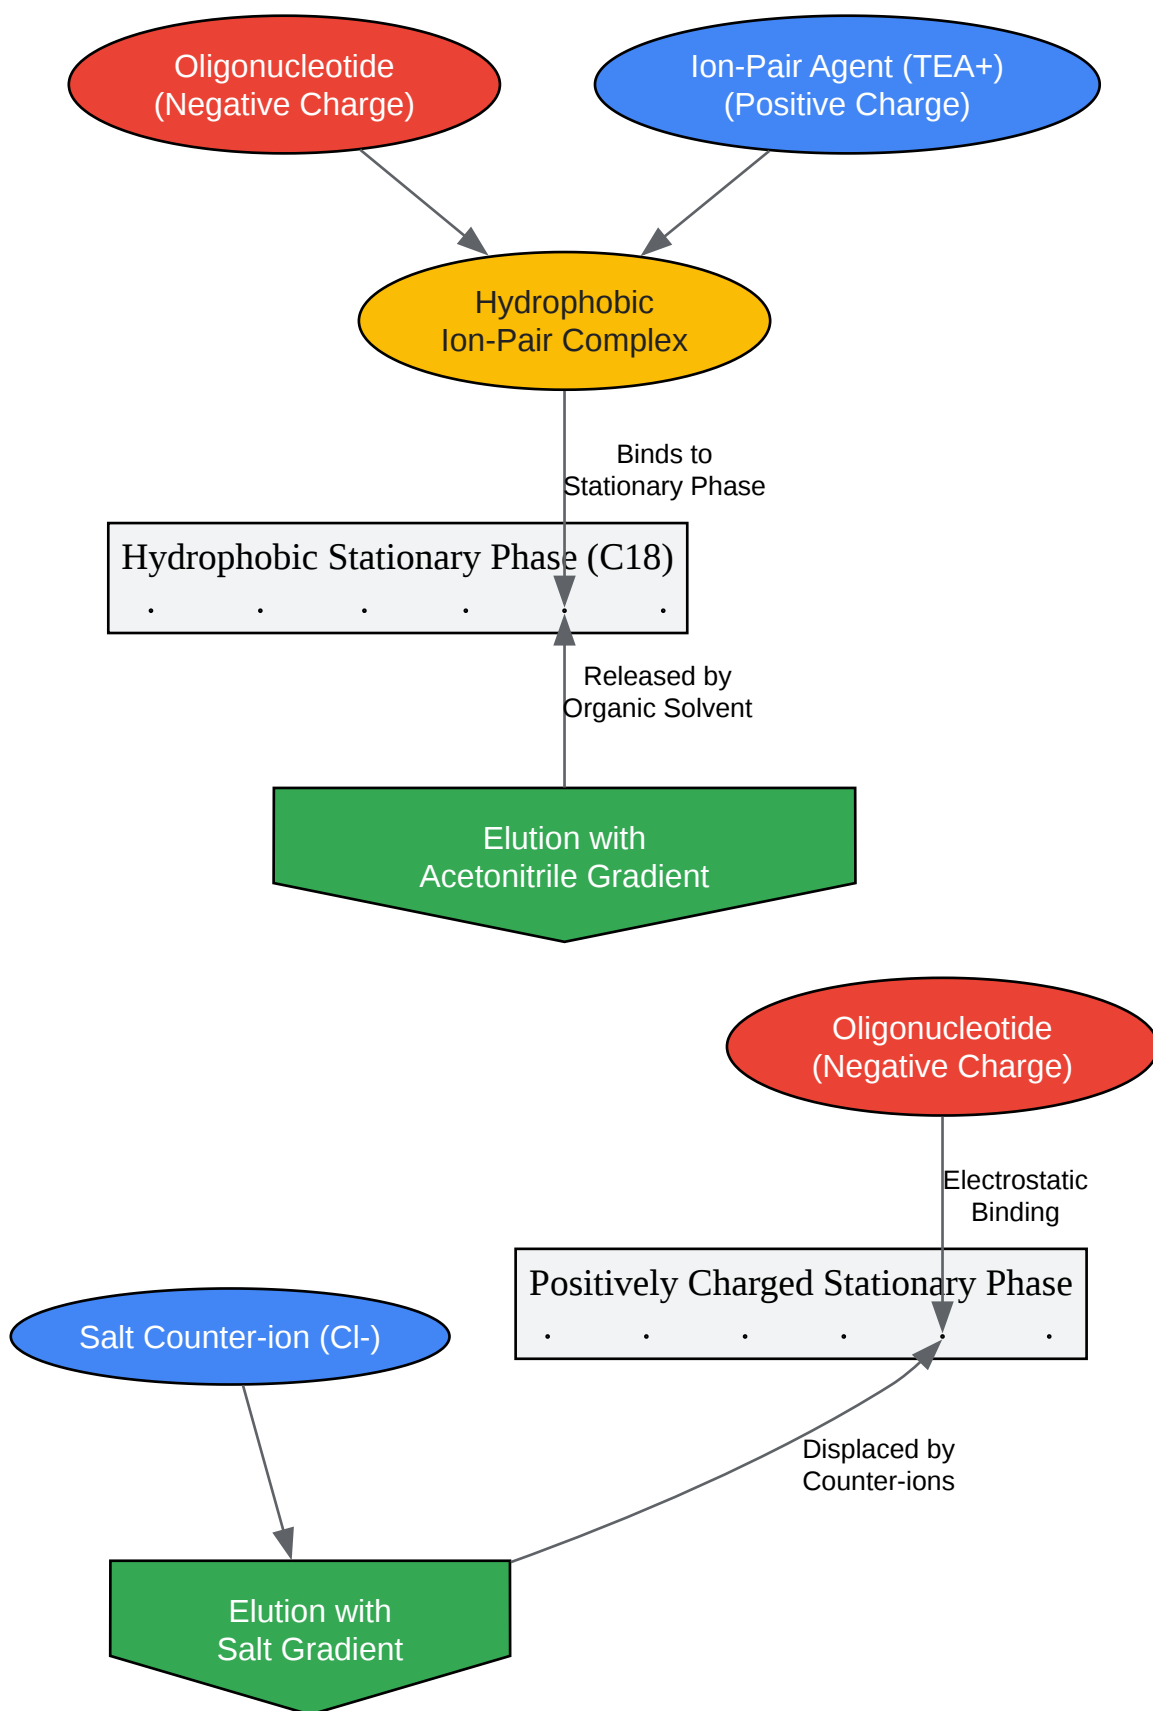 Oligonucleotide
(Negative Charge)
Ion-Pair Agent (TEA+)
(Positive Charge)
Hydrophobic
Ion-Pair Complex
Binds to
Stationary Phase
Hydrophobic Stationary Phase (C18)
. . . . . .
Released by
Organic Solvent
Elution with
Acetonitrile Gradient
Oligonucleotide
(Negative Charge)
Electrostatic
Binding
Positively Charged Stationary Phase
. . . . . .
Salt Counter-ion (Cl-)
Displaced by
Counter-ions
Elution with
Salt Gradient